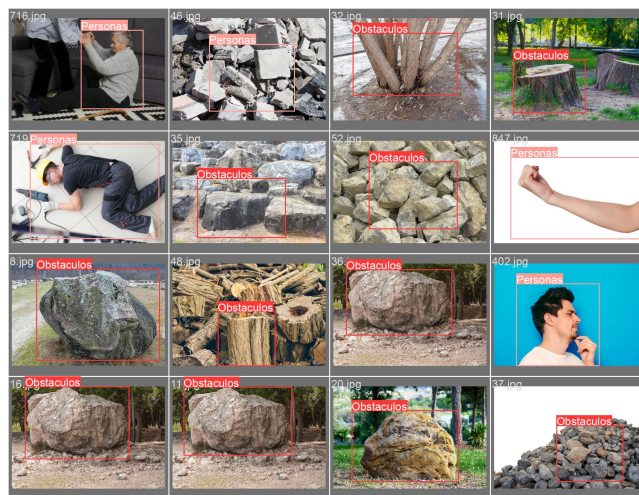 716.jpg
Personas
46.jpg
Personas
32.jpg
Obstaculos
31.jpg
Obstaculos
719.jpg
Personas
35.jpg
Obstaculos
52.jpg
Obstaculos
847.jpg
Personas
8.jpg
Obstaculos
48.jpg
Obstaculos
36
Obstaculos
402.jpg
Personas
16
Obstaculos
11
Obstaculos
20.jpg
Obstaculos
37.jpg
Obstaculos